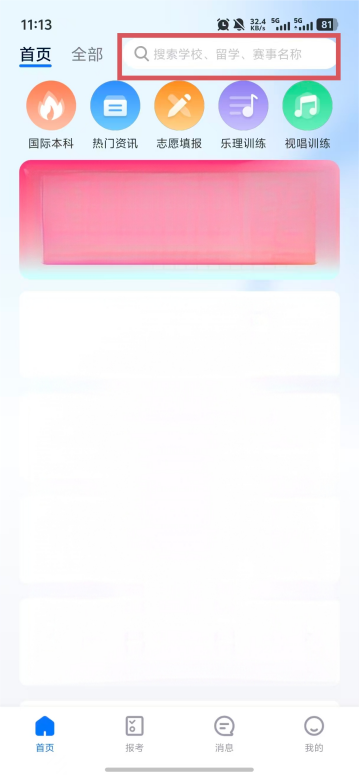 11:13 32.4 KB/s 5G 5G 81
首页 全部 搜索学校、留学、赛事名称
国际本科 热门资讯 志愿填报 乐理训练 视唱训练
首页 报考 消息 我的